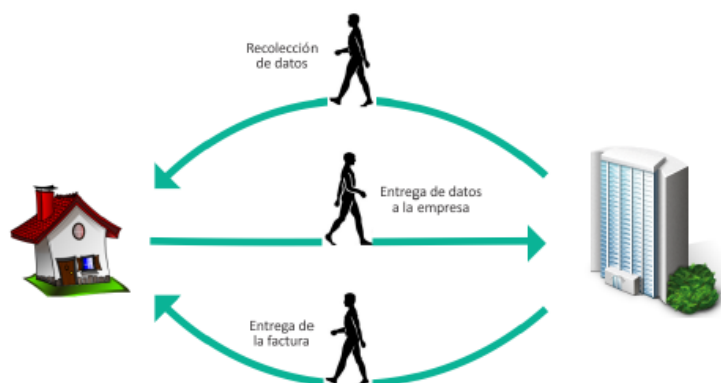 Recolección
de datos
Entrega de datos
a la empresa
Entrega de
la factura